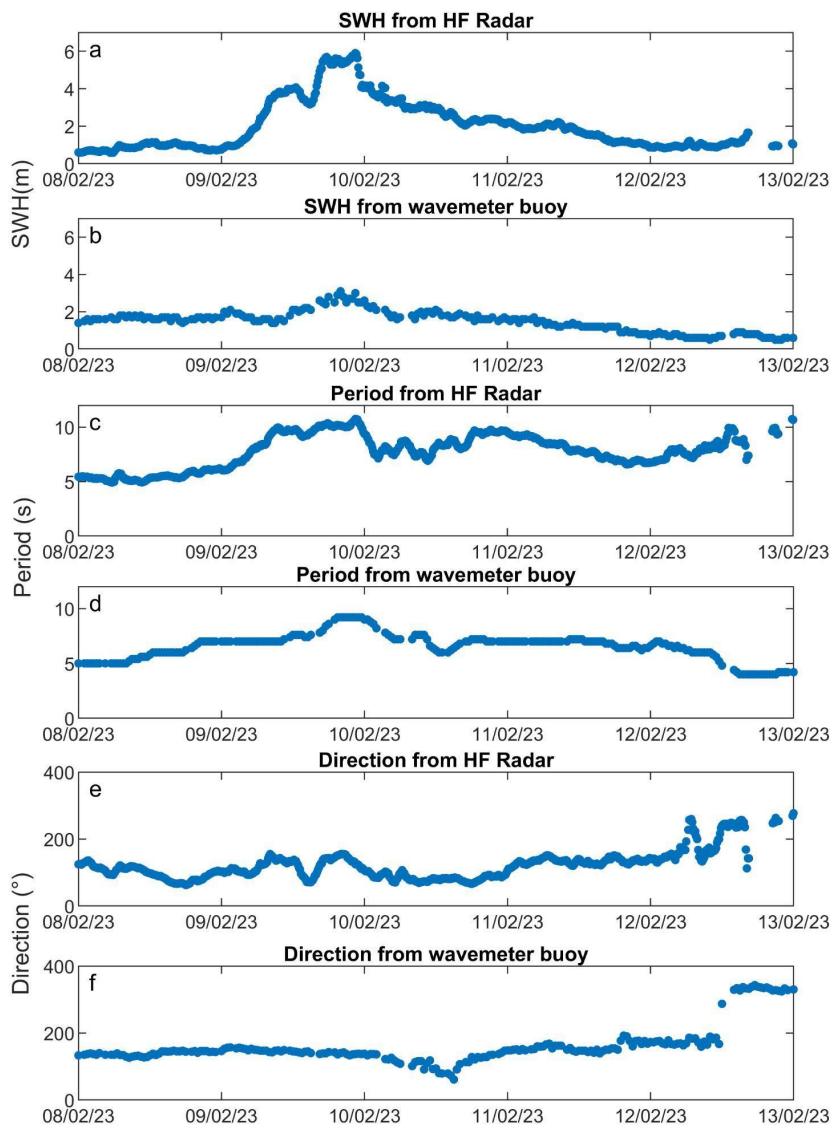 SWH from HF Radar
a
6
4
2
0
08/02/23 09/02/23 10/02/23 11/02/23 12/02/23 13/02/23
SWH(m)
SWH from wavemeter buoy
b
6
4
2
0
08/02/23 09/02/23 10/02/23 11/02/23 12/02/23 13/02/23
Period from HF Radar
c
10
5
0
08/02/23 09/02/23 10/02/23 11/02/23 12/02/23 13/02/23
Period (s)
Period from wavemeter buoy
d
10
5
0
08/02/23 09/02/23 10/02/23 11/02/23 12/02/23 13/02/23
Direction from HF Radar
e
400
200
0
08/02/23 09/02/23 10/02/23 11/02/23 12/02/23 13/02/23
Direction (°)
Direction from wavemeter buoy
f
400
200
0
08/02/23 09/02/23 10/02/23 11/02/23 12/02/23 13/02/23